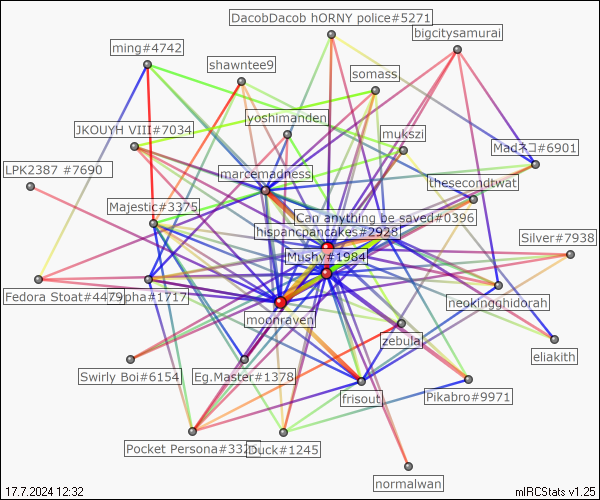 DacobDacob hORNY police#5271
bigcitysamurai
ming#4742
shawntee9
somass
yoshimanden
JKOUYH VIII#7034
mukszi
Madネコ#6901
LPK2387 #7690
marcemadness
thesecondtwat
Majestic#3375
Can anything be saved#0396
hispancpancakes#2928
Silver#7938
Mushy#1984
Fedora Stoat#4479
#1717
neokingghidorah
moonraven
zebula
eliakith
Swirly Boi#6154
Eg.Master#1378
frisout
Pikabro#9971
Pocket Persona#332
Duck#1245
normalwan
17.7.2024 12:32
mIRCStats v1.25